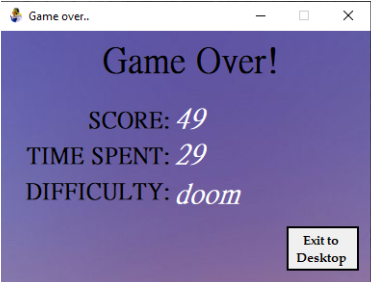 Game over..
Game Over!
SCORE: 49
TIME SPENT: 29
DIFFICULTY: doom
Exit to
Desktop